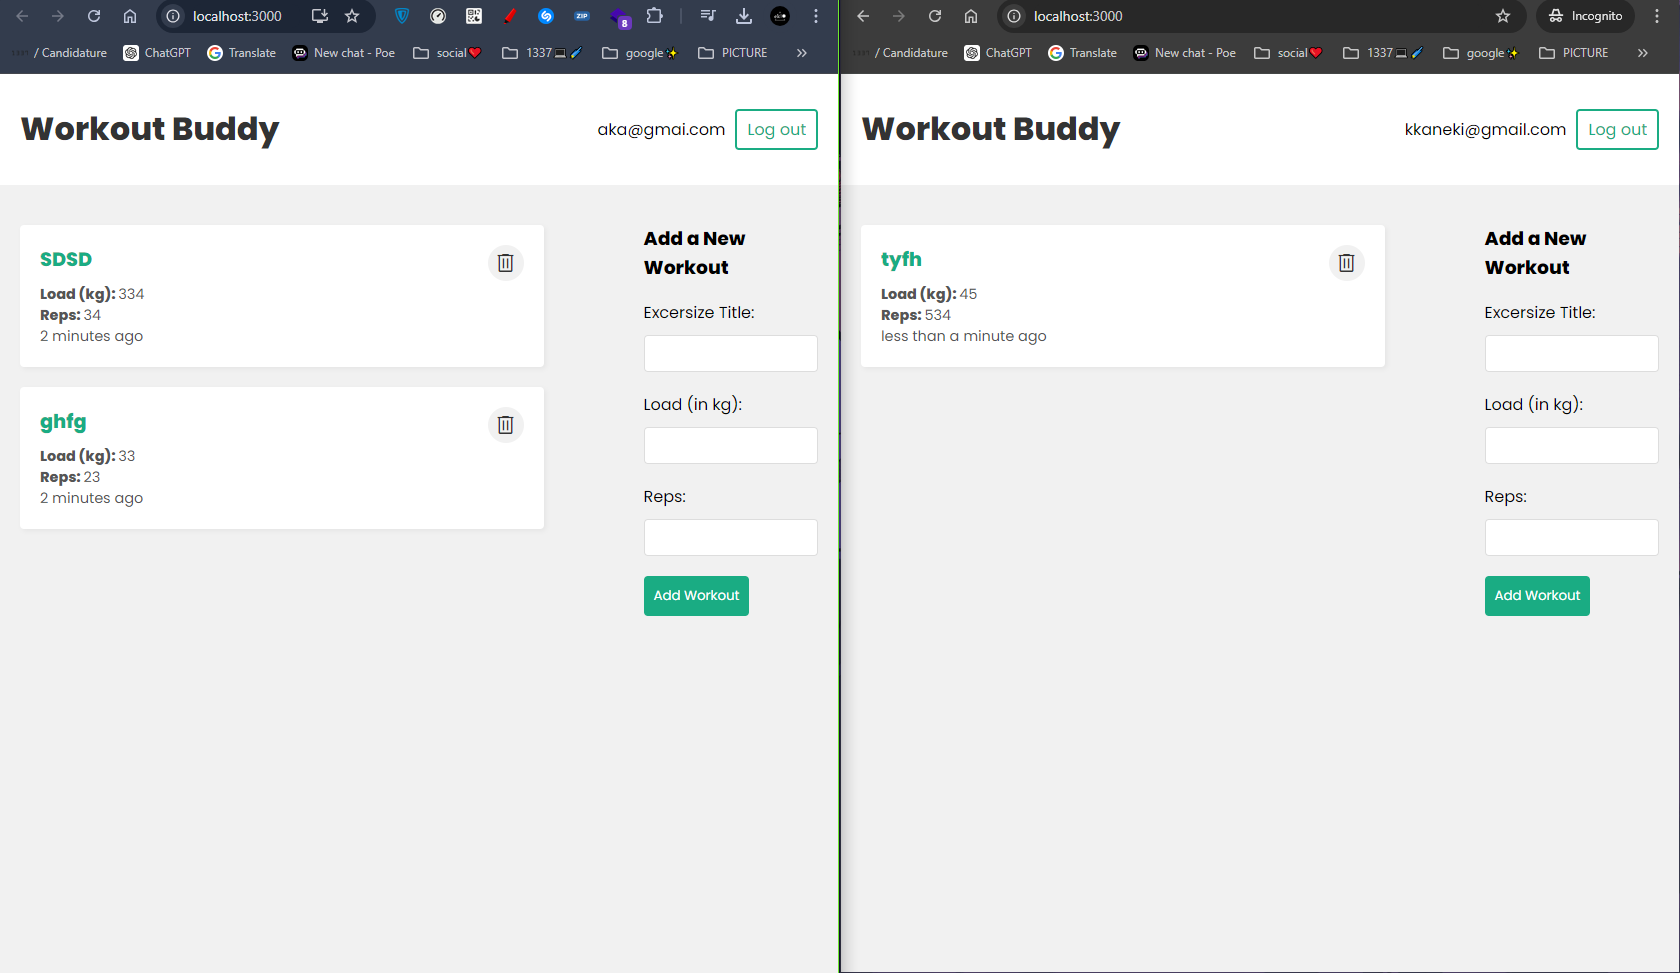 localhost:3000
ZIP
8
/ Candidature ChatGPT Translate New chat - Poe social❤️ 1337💻🖊️ google✨ PICTURE »
Workout Buddy
aka@gmai.com Log out
SDSD
Load (kg): 334
Reps: 34
2 minutes ago
ghfg
Load (kg): 33
Reps: 23
2 minutes ago
Add a New
Workout
Excersize Title:
Load (in kg):
Reps:
Add Workout
localhost:3000 Incognito
/ Candidature ChatGPT Translate New chat - Poe social❤️ 1337💻🖊️ google✨ PICTURE »
Workout Buddy
kkaneki@gmail.com Log out
tyfh
Load (kg): 45
Reps: 534
less than a minute ago
Add a New
Workout
Excersize Title:
Load (in kg):
Reps:
Add Workout